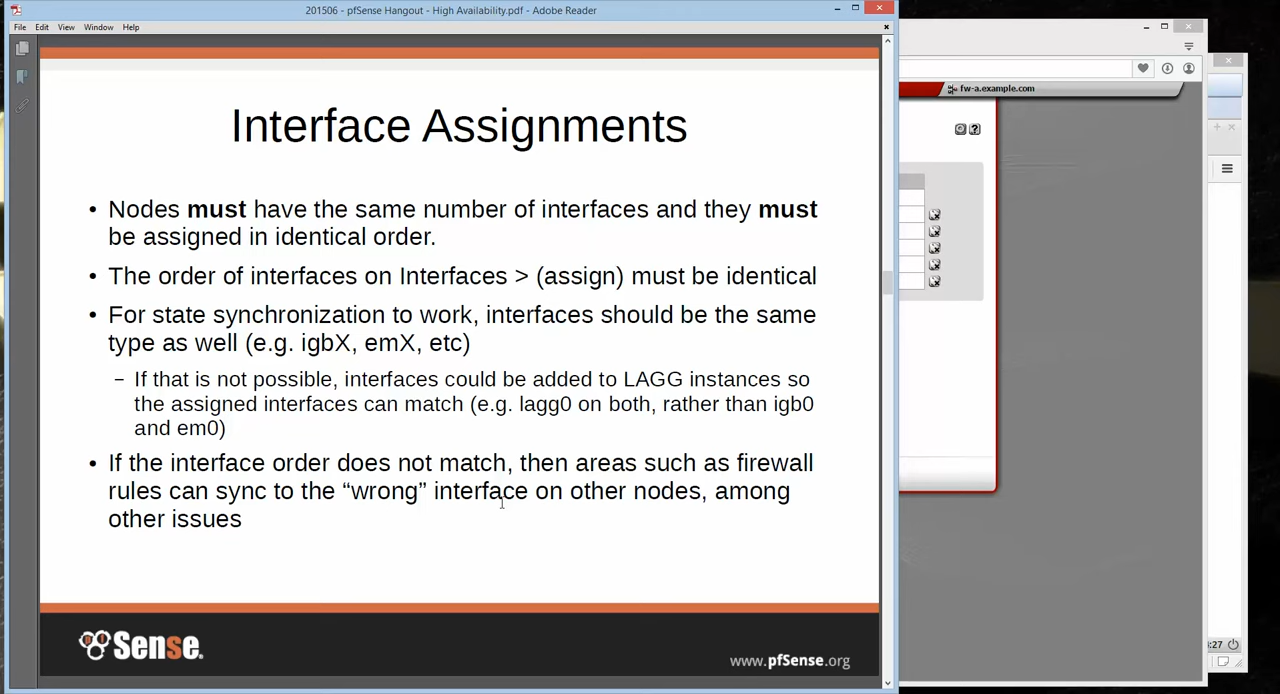 201506 - pfSense Hangout - High Availability.pdf - Adobe Reader
File Edit View Window Help
fw-a.example.com
Interface Assignments
• Nodes must have the same number of interfaces and they must
be assigned in identical order.
• The order of interfaces on Interfaces > (assign) must be identical
• For state synchronization to work, interfaces should be the same
type as well (e.g. igbX, emX, etc)
– If that is not possible, interfaces could be added to LAGG instances so
the assigned interfaces can match (e.g. lagg0 on both, rather than igb0
and em0)
• If the interface order does not match, then areas such as firewall
rules can sync to the “wrong” interface on other nodes, among
other issues
:27
pfSense.
www.pfSense.org